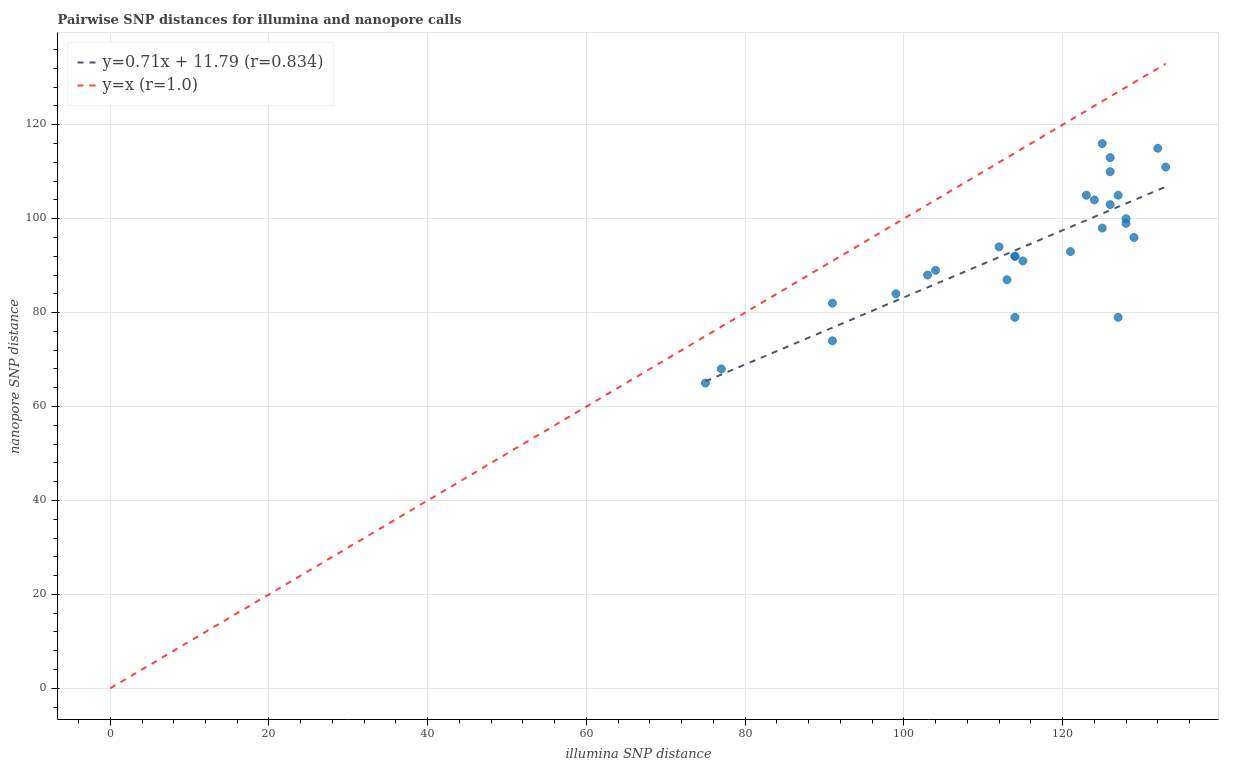 Pairwise SNP distances for illumina and nanopore calls
y=0.71x + 11.79 (r=0.834)
y=x (r=1.0)
nanopore SNP distance
120
100
80
60
40
20
0
0 20 40 60 80 100 120
illumina SNP distance